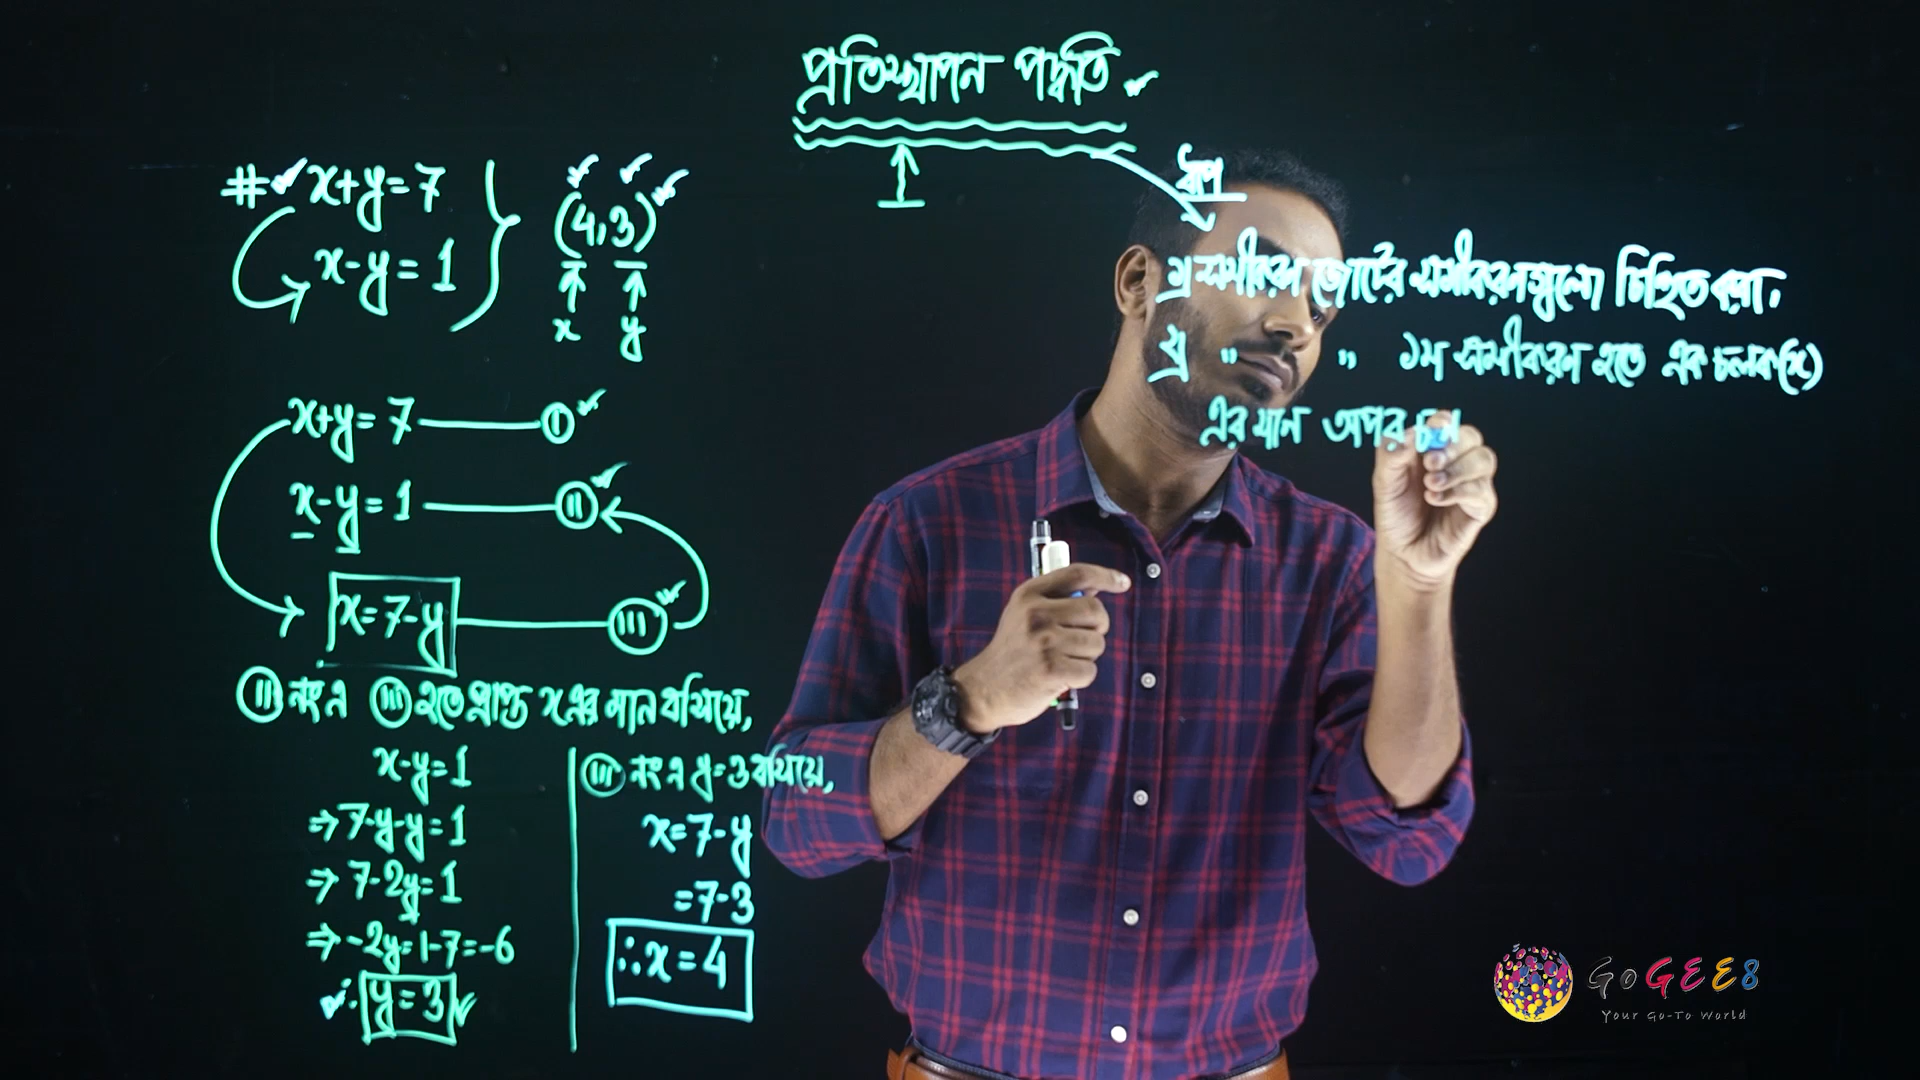 প্রতিস্থাপন পদ্ধতি
# x+y=7
x-y=1
(4,3)
x y
x+y=7 I
x-y=1 II
x=7-y III
II নং এ III হতে প্রাপ্ত x এর মান বসিয়ে,
x-y=1
⇒ 7-y-y=1
⇒ 7-2y=1
⇒ -2y=1-7=-6
∴ y=3
III নং এ y=3 বসিয়ে,
x=7-y
=7-3
∴ x=4
ধাপ
১। সমীকরণ জোটের সমীকরণগুলো চিহ্নিত করা।
২। " " ১ম সমীকরণ হতে এক চলক (x)
এর মান অপর চল
GoGEE8
Your Go-To World